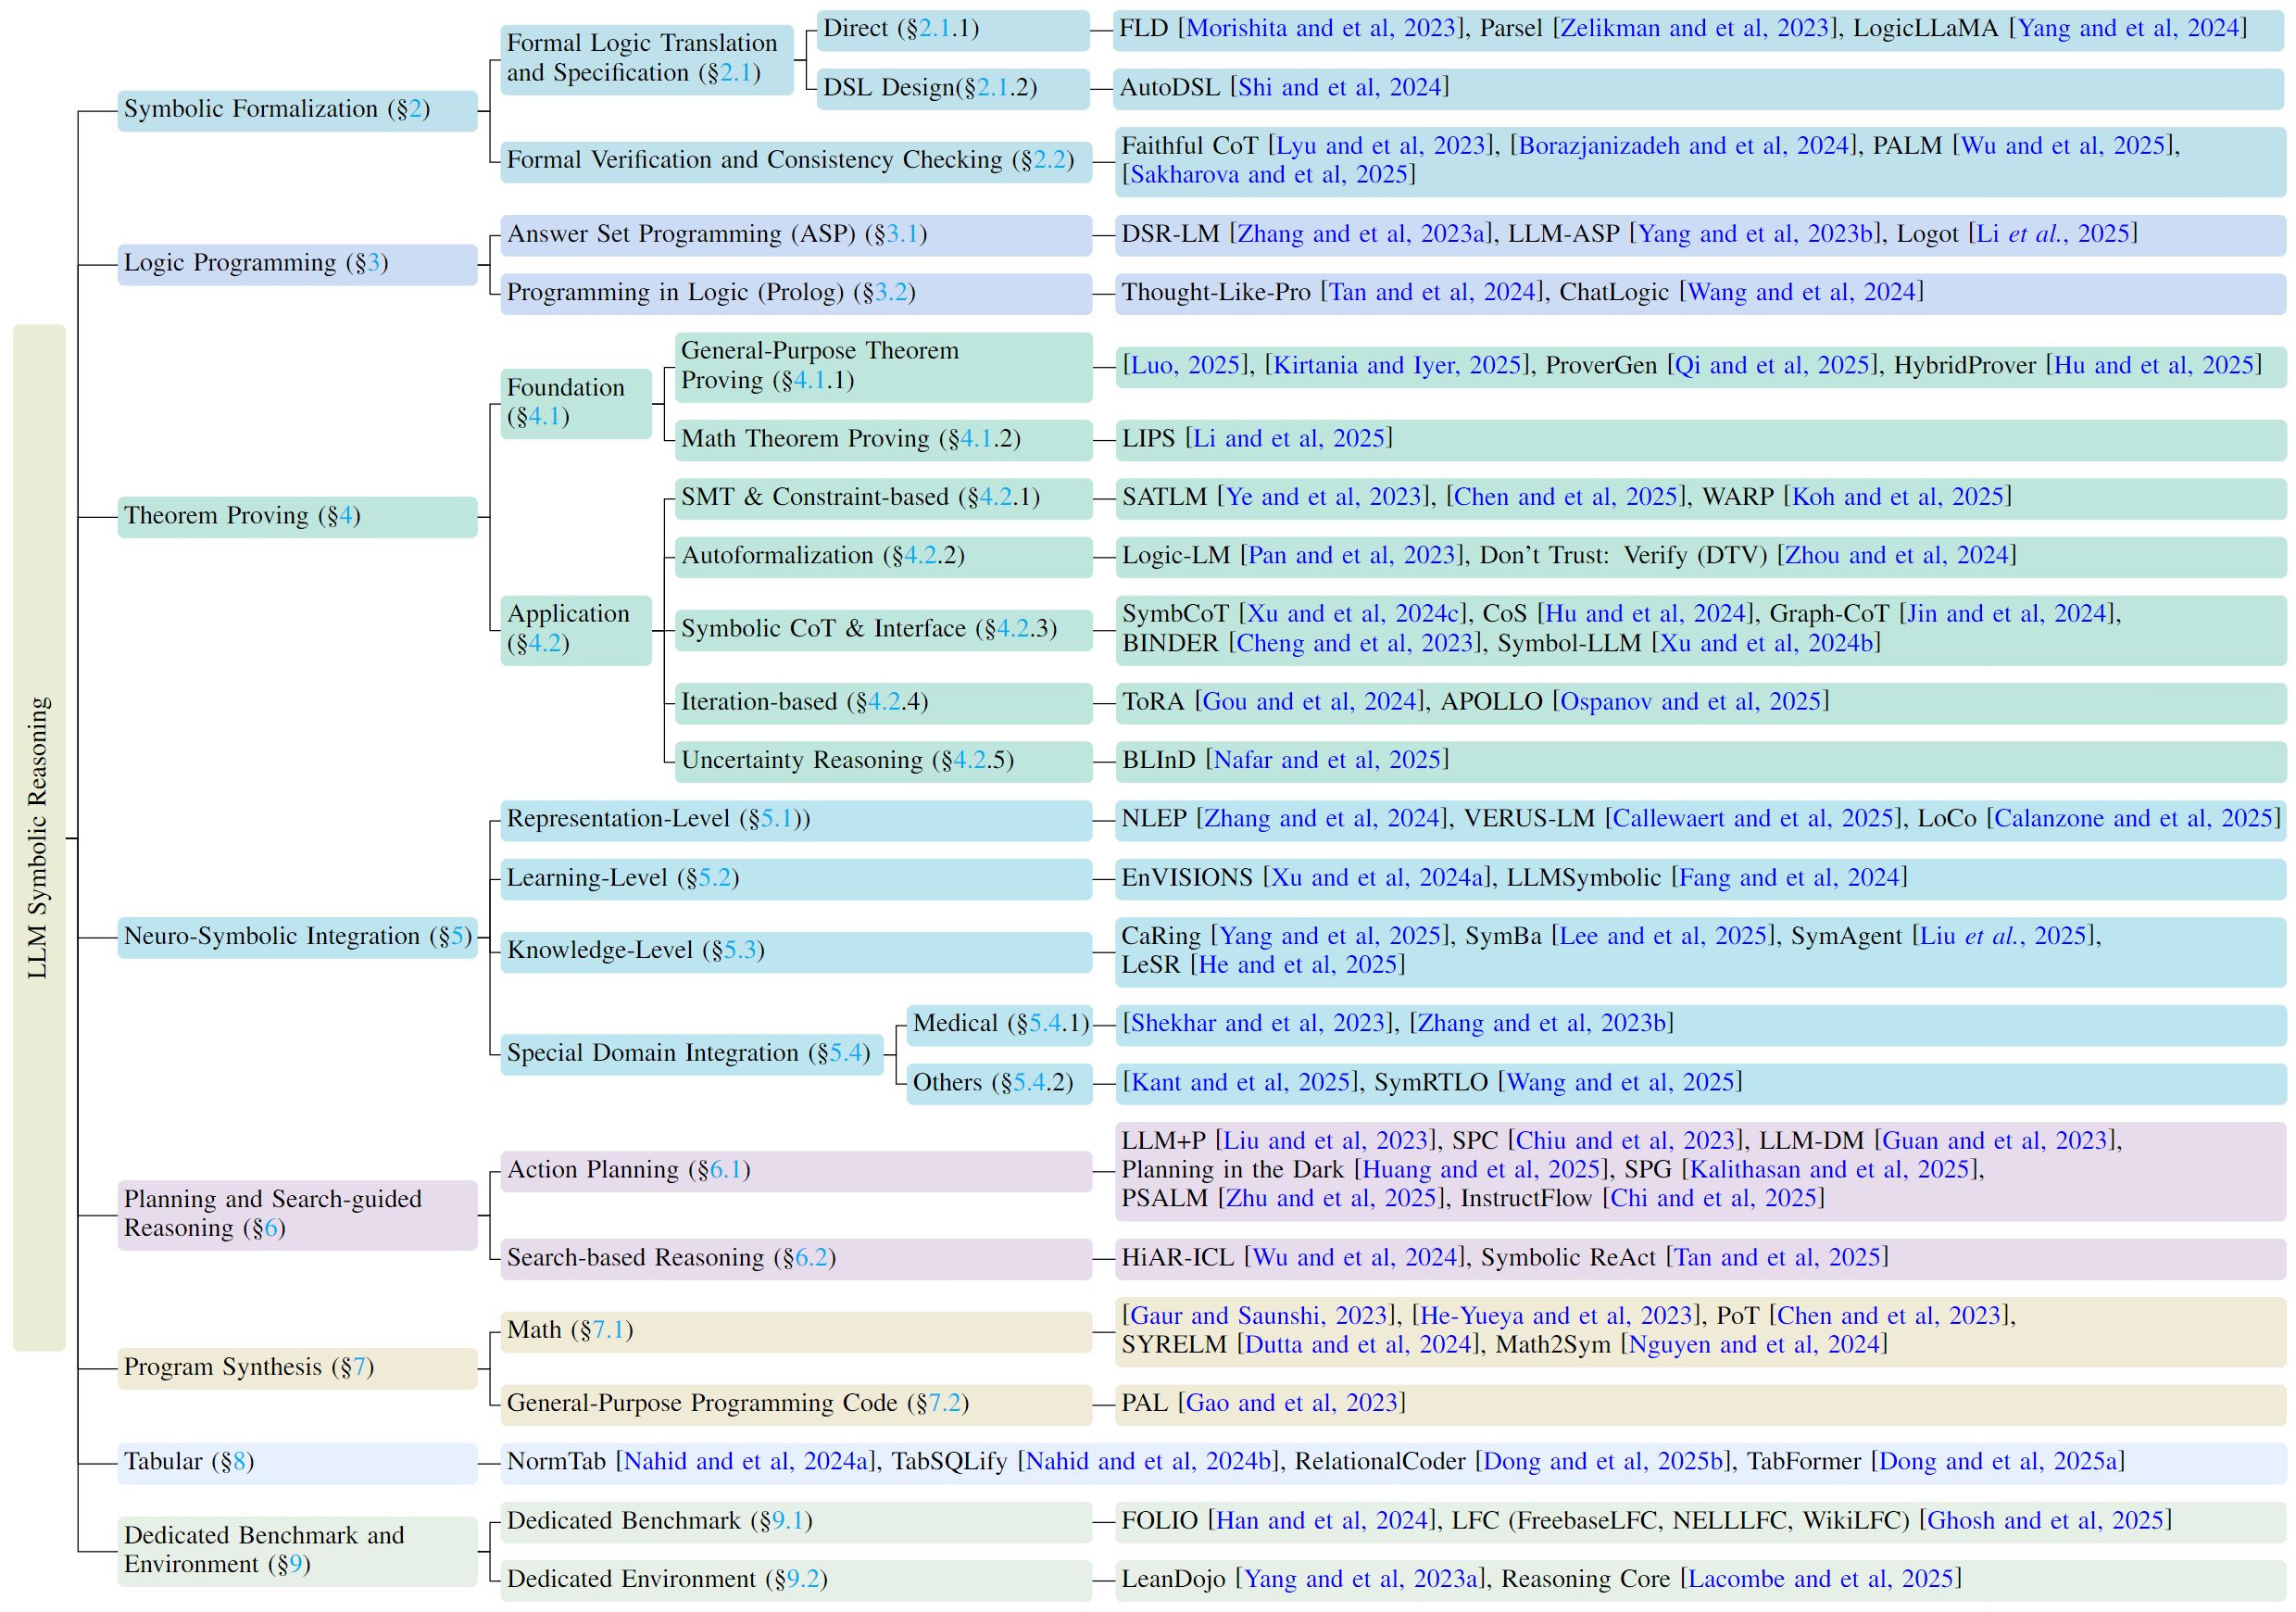 LLM Symbolic Reasoning
Symbolic Formalization (§2)
Formal Logic Translation
and Specification (§2.1)
Direct (§2.1.1)
FLD [Morishita and et al, 2023], Parsel [Zelikman and et al, 2023], LogicLLaMA [Yang and et al, 2024]
DSL Design(§2.1.2)
AutoDSL [Shi and et al, 2024]
Formal Verification and Consistency Checking (§2.2)
Faithful CoT [Lyu and et al, 2023], [Borazjanizadeh and et al, 2024], PALM [Wu and et al, 2025],
[Sakharova and et al, 2025]
Logic Programming (§3)
Answer Set Programming (ASP) (§3.1)
DSR-LM [Zhang and et al, 2023a], LLM-ASP [Yang and et al, 2023b], Logot [Li et al., 2025]
Programming in Logic (Prolog) (§3.2)
Thought-Like-Pro [Tan and et al, 2024], ChatLogic [Wang and et al, 2024]
Theorem Proving (§4)
Foundation
(§4.1)
General-Purpose Theorem
Proving (§4.1.1)
[Luo, 2025], [Kirtania and Iyer, 2025], ProverGen [Qi and et al, 2025], HybridProver [Hu and et al, 2025]
Math Theorem Proving (§4.1.2)
LIPS [Li and et al, 2025]
Application
(§4.2)
SMT & Constraint-based (§4.2.1)
SATLM [Ye and et al, 2023], [Chen and et al, 2025], WARP [Koh and et al, 2025]
Autoformalization (§4.2.2)
Logic-LM [Pan and et al, 2023], Don't Trust: Verify (DTV) [Zhou and et al, 2024]
Symbolic CoT & Interface (§4.2.3)
SymbCoT [Xu and et al, 2024c], CoS [Hu and et al, 2024], Graph-CoT [Jin and et al, 2024],
BINDER [Cheng and et al, 2023], Symbol-LLM [Xu and et al, 2024b]
Iteration-based (§4.2.4)
ToRA [Gou and et al, 2024], APOLLO [Ospanov and et al, 2025]
Uncertainty Reasoning (§4.2.5)
BLInD [Nafar and et al, 2025]
Neuro-Symbolic Integration (§5)
Representation-Level (§5.1))
NLEP [Zhang and et al, 2024], VERUS-LM [Callewaert and et al, 2025], LoCo [Calanzone and et al, 2025]
Learning-Level (§5.2)
EnVISIONS [Xu and et al, 2024a], LLMSymbolic [Fang and et al, 2024]
Knowledge-Level (§5.3)
CaRing [Yang and et al, 2025], SymBa [Lee and et al, 2025], SymAgent [Liu et al., 2025],
LeSR [He and et al, 2025]
Special Domain Integration (§5.4)
Medical (§5.4.1)
[Shekhar and et al, 2023], [Zhang and et al, 2023b]
Others (§5.4.2)
[Kant and et al, 2025], SymRTLO [Wang and et al, 2025]
Planning and Search-guided
Reasoning (§6)
Action Planning (§6.1)
LLM+P [Liu and et al, 2023], SPC [Chiu and et al, 2023], LLM-DM [Guan and et al, 2023],
Planning in the Dark [Huang and et al, 2025], SPG [Kalithasan and et al, 2025],
PSALM [Zhu and et al, 2025], InstructFlow [Chi and et al, 2025]
Search-based Reasoning (§6.2)
HiAR-ICL [Wu and et al, 2024], Symbolic ReAct [Tan and et al, 2025]
Program Synthesis (§7)
Math (§7.1)
[Gaur and Saunshi, 2023], [He-Yueya and et al, 2023], PoT [Chen and et al, 2023],
SYRELM [Dutta and et al, 2024], Math2Sym [Nguyen and et al, 2024]
General-Purpose Programming Code (§7.2)
PAL [Gao and et al, 2023]
Tabular (§8)
NormTab [Nahid and et al, 2024a], TabSQLify [Nahid and et al, 2024b], RelationalCoder [Dong and et al, 2025b], TabFormer [Dong and et al, 2025a]
Dedicated Benchmark and
Environment (§9)
Dedicated Benchmark (§9.1)
FOLIO [Han and et al, 2024], LFC (FreebaseLFC, NELLLFC, WikiLFC) [Ghosh and et al, 2025]
Dedicated Environment (§9.2)
LeanDojo [Yang and et al, 2023a], Reasoning Core [Lacombe and et al, 2025]